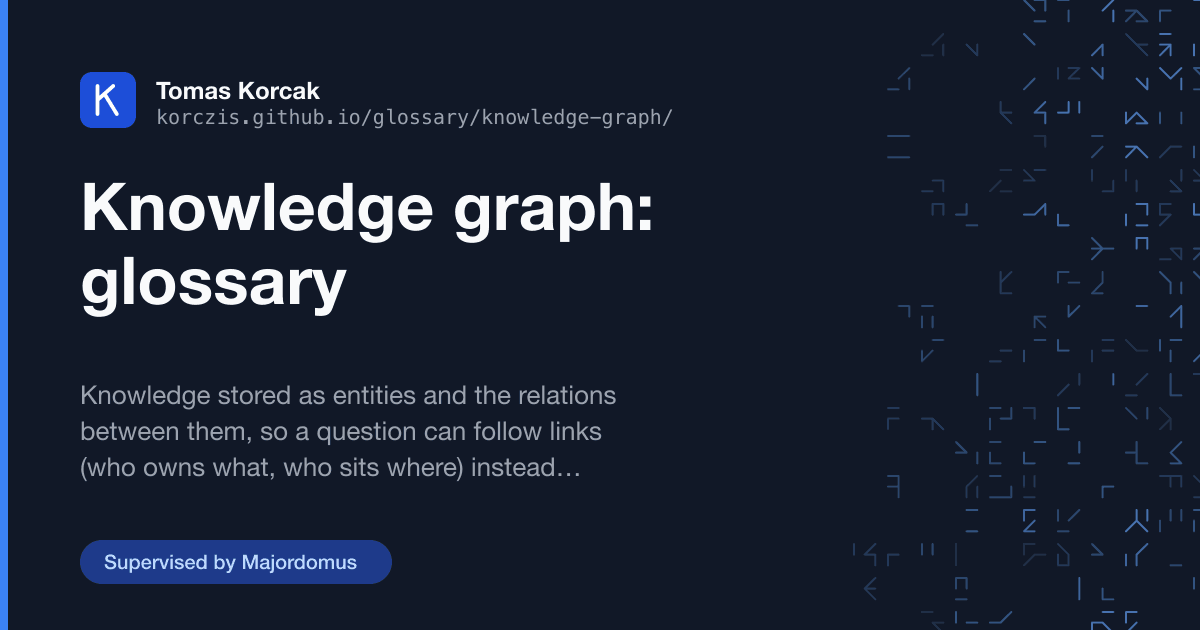 K
Tomas Korcak
korczis.github.io/glossary/knowledge-graph/
Knowledge graph:
glossary
Knowledge stored as entities and the relations
between them, so a question can follow links
(who owns what, who sits where) instead…
Supervised by Majordomus